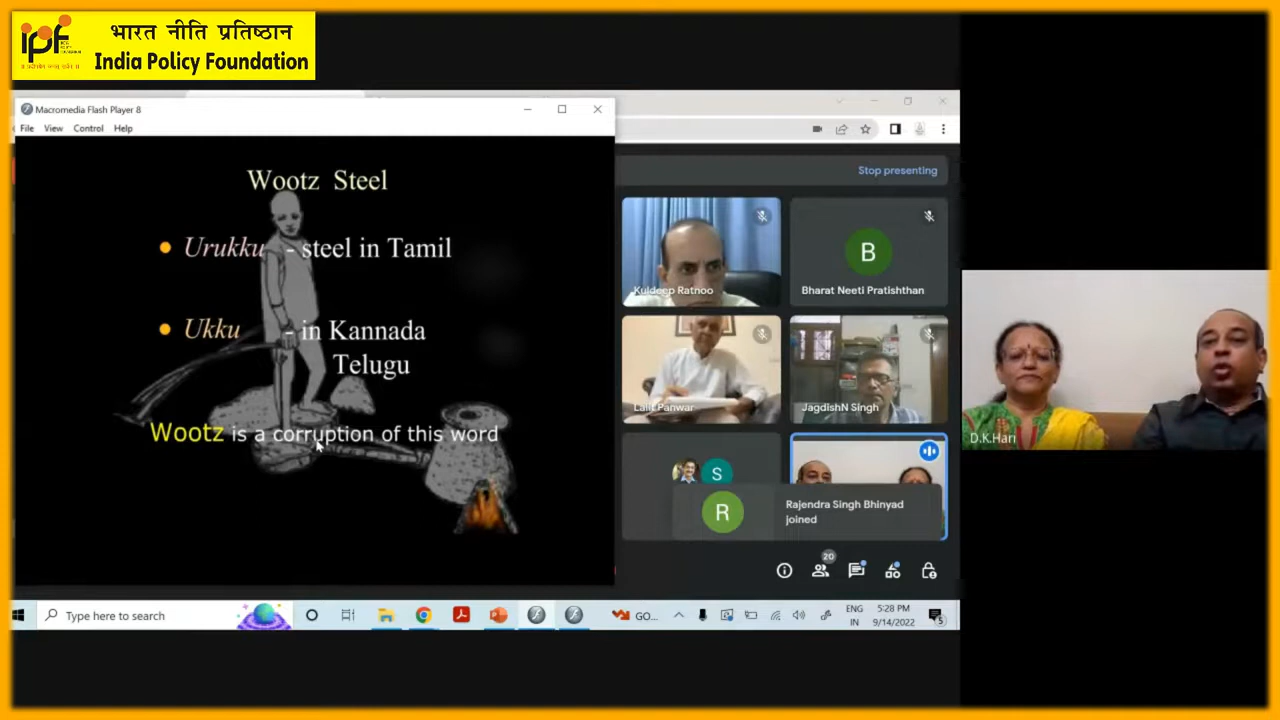 ipf
भारत नीति प्रतिष्ठान
India Policy Foundation
Macromedia Flash Player 8
File View Control Help
Wootz Steel
Urukku - steel in Tamil
Ukku - in Kannada
Telugu
Wootz is a corruption of this word
Stop presenting
Kuldeep Ratnoo
B
Bharat Neeti Pratishthan
Lalit Panwar
JagdishN Singh
S
R
Rajendra Singh Bhinyad
joined
20
D.K.Hari
Type here to search
GO...
ENG
IN
5:28 PM
9/14/2022
5